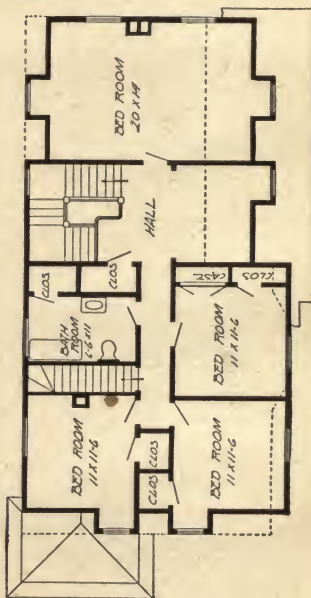 BED ROOM
20 X 14
HALL
CLOS
CLOS
BATH
ROOM
6-6 X 11
CASE
CLOS
BED ROOM
11 X 11-6
BED ROOM
11 X 11-6
CLOS
CLOS
BED ROOM
11 X 11-6